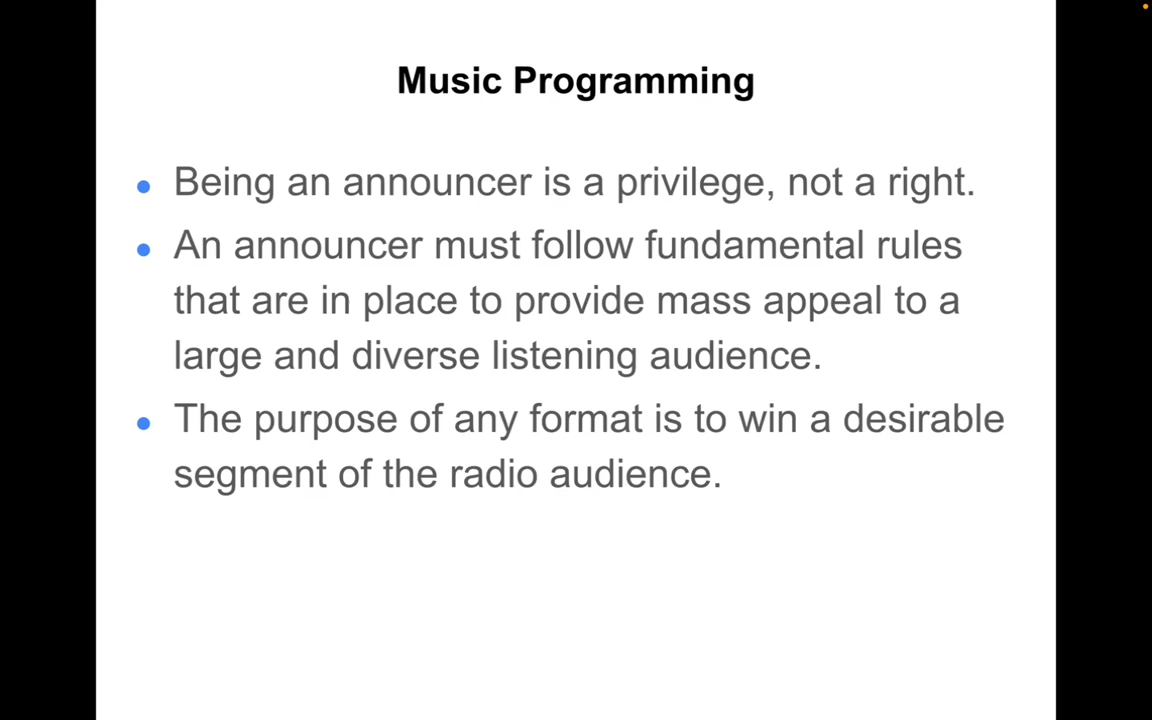 Music Programming
Being an announcer is a privilege, not a right.
An announcer must follow fundamental rules
that are in place to provide mass appeal to a
large and diverse listening audience.
The purpose of any format is to win a desirable
segment of the radio audience.